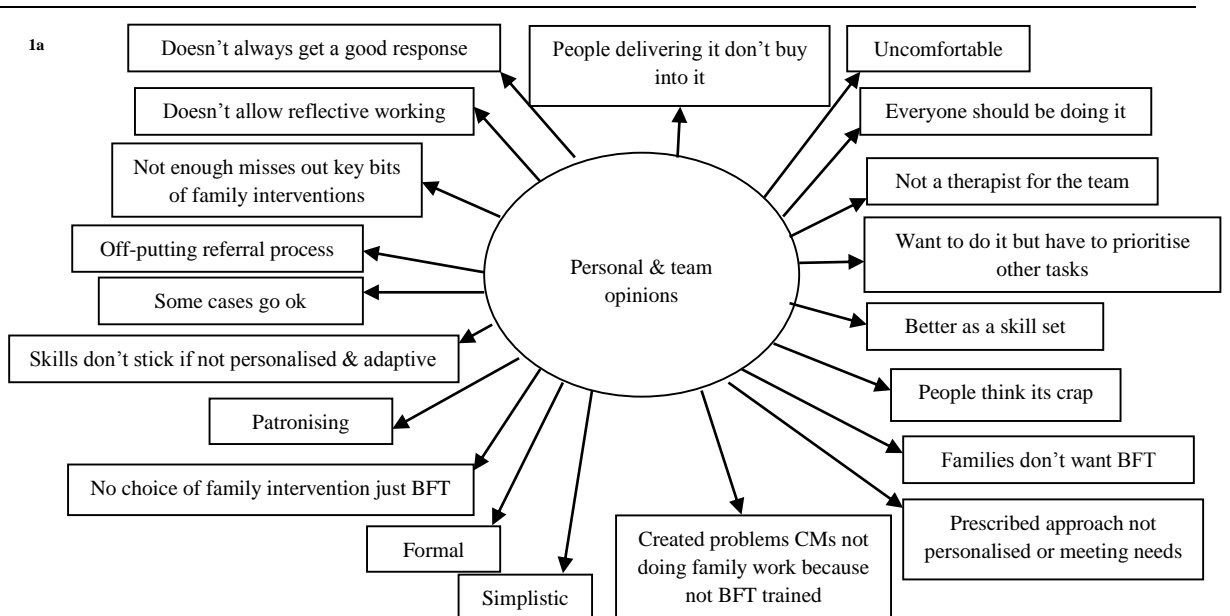 1a
Doesn't always get a good response
People delivering it don't buy
into it
Uncomfortable
Doesn't allow reflective working
Everyone should be doing it
Not enough misses out key bits
of family interventions
Not a therapist for the team
Off-putting referral process
Want to do it but have to prioritise
other tasks
Personal & team
opinions
Some cases go ok
Better as a skill set
Skills don't stick if not personalised & adaptive
People think its crap
Patronising
Families don't want BFT
No choice of family intervention just BFT
Prescribed approach not
personalised or meeting needs
Formal
Created problems CMs not
doing family work because
not BFT trained
Simplistic